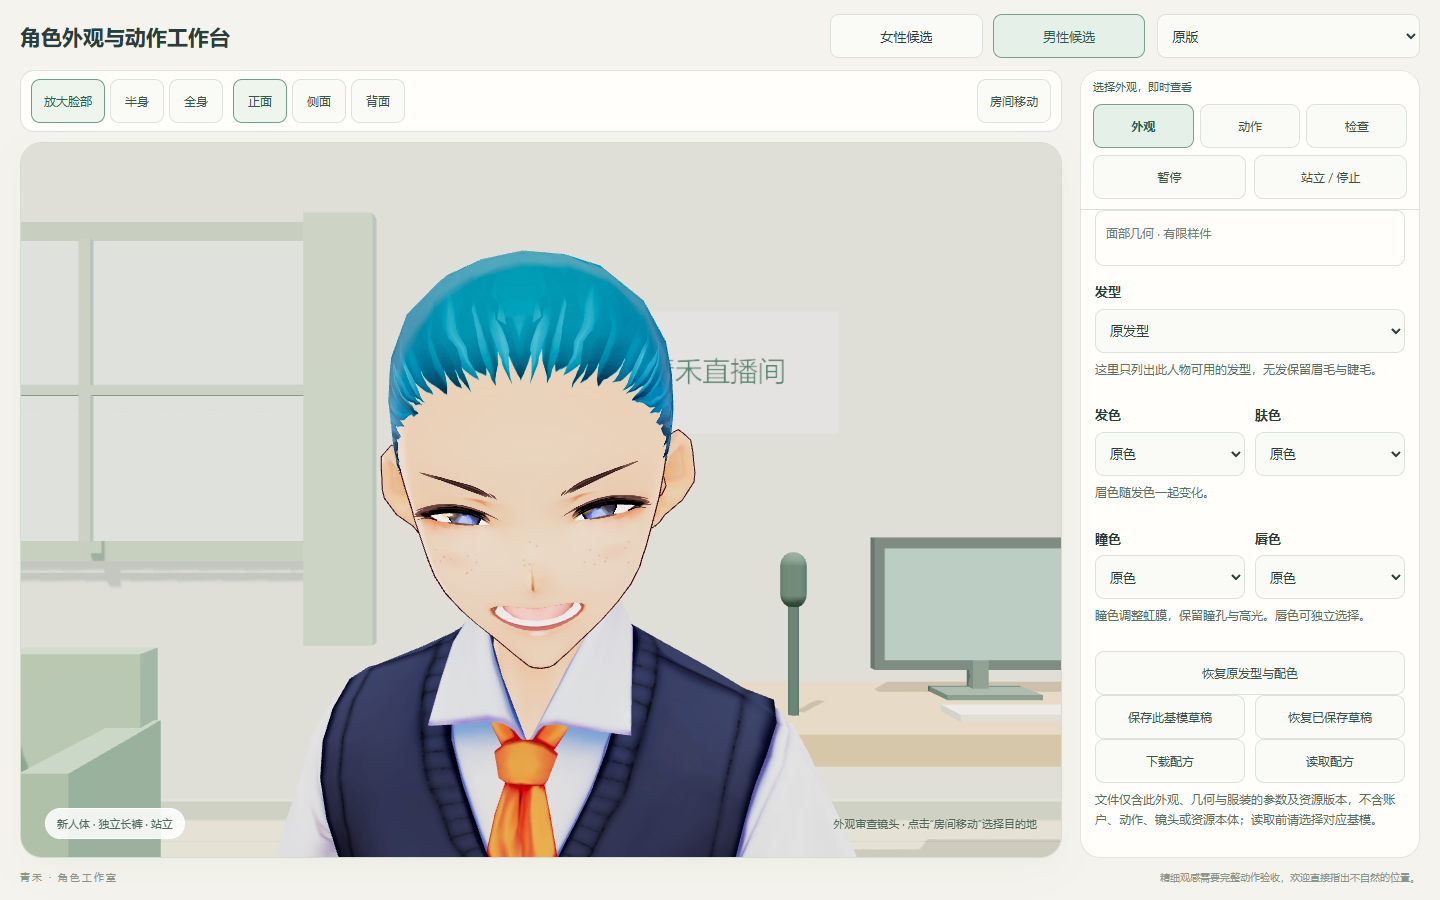 角色外观与动作工作台
女性候选
男性候选
原版
放大脸部
半身
全身
正面
侧面
背面
房间移动
选择外观，即时查看
外观
动作
检查
暂停
站立 / 停止
面部几何 · 有限样件
发型
原发型
这里只列出此人物可用的发型，无发保留眉毛与睫毛。
发色
肤色
原色
原色
眉色随发色一起变化。
瞳色
唇色
原色
原色
瞳色调整虹膜，保留瞳孔与高光。唇色可独立选择。
恢复原发型与配色
保存此基模草稿
恢复已保存草稿
下载配方
读取配方
文件仅含此外观、几何与服装的参数及资源版本，不含账
户、动作、镜头或资源本体；读取前请选择对应基模。
禾直播间
新人体 · 独立长裤 · 站立
外观审查镜头 · 点击“房间移动”选择目的地
青禾 · 角色工作室
精细观感需要完整动作验收，欢迎直接指出不自然的位置。